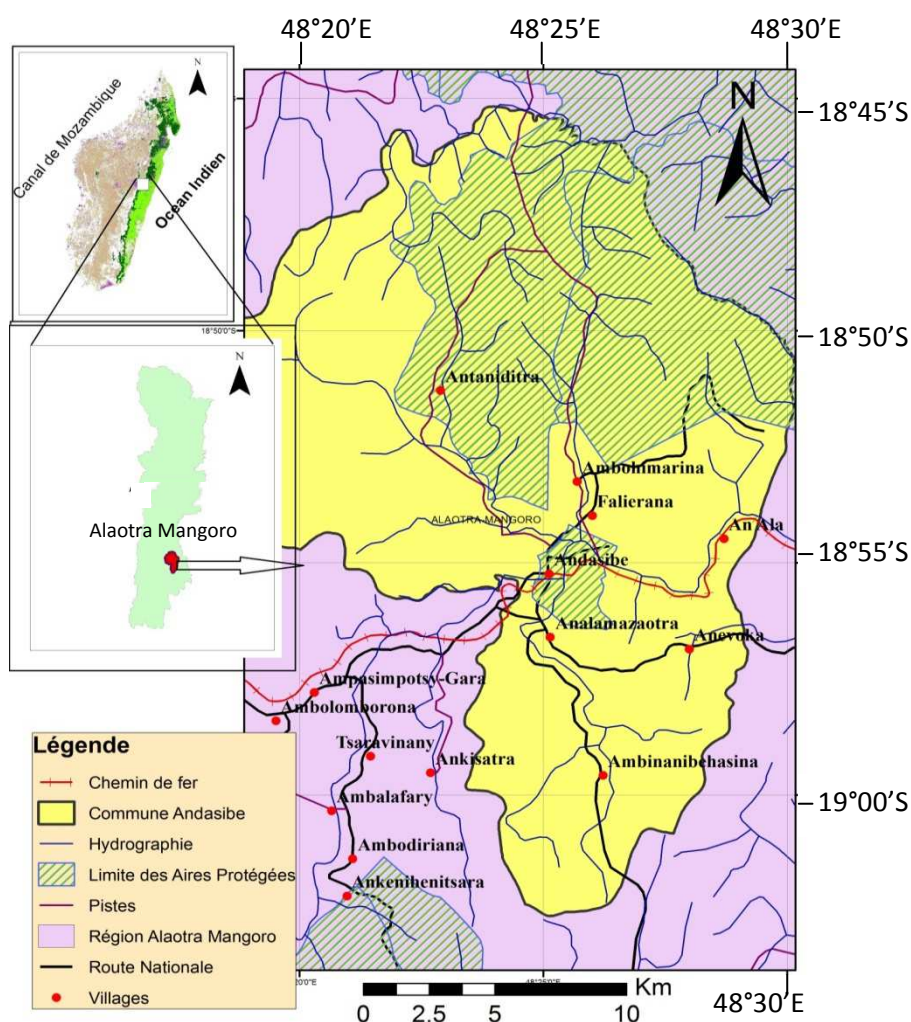 48°20’E
48°25’E
48°30’E
N
Canal de Mozambique
Ocean Indien
N
18°45’S
18°50'0"S
18°50’S
Antaniditra
N
Ambohimarina
Falierana
ALAOTRA-MANGORO
An Ala
Alaotra Mangoro
18°55’S
Andasibe
Analamazaotra
Anevoka
Ampasimpotsy-Gara
Ambolomborona
Tsaravinany
Ankisatra
Ambinanibehasina
Ambalafary
19°00’S
Ambodiriana
Ankenihenitsara
Légende
Chemin de fer
Commune Andasibe
Hydrographie
Limite des Aires Protégées
Pistes
Région Alaotra Mangoro
Route Nationale
Villages
Km
0 2.5 5 10
48°30’E